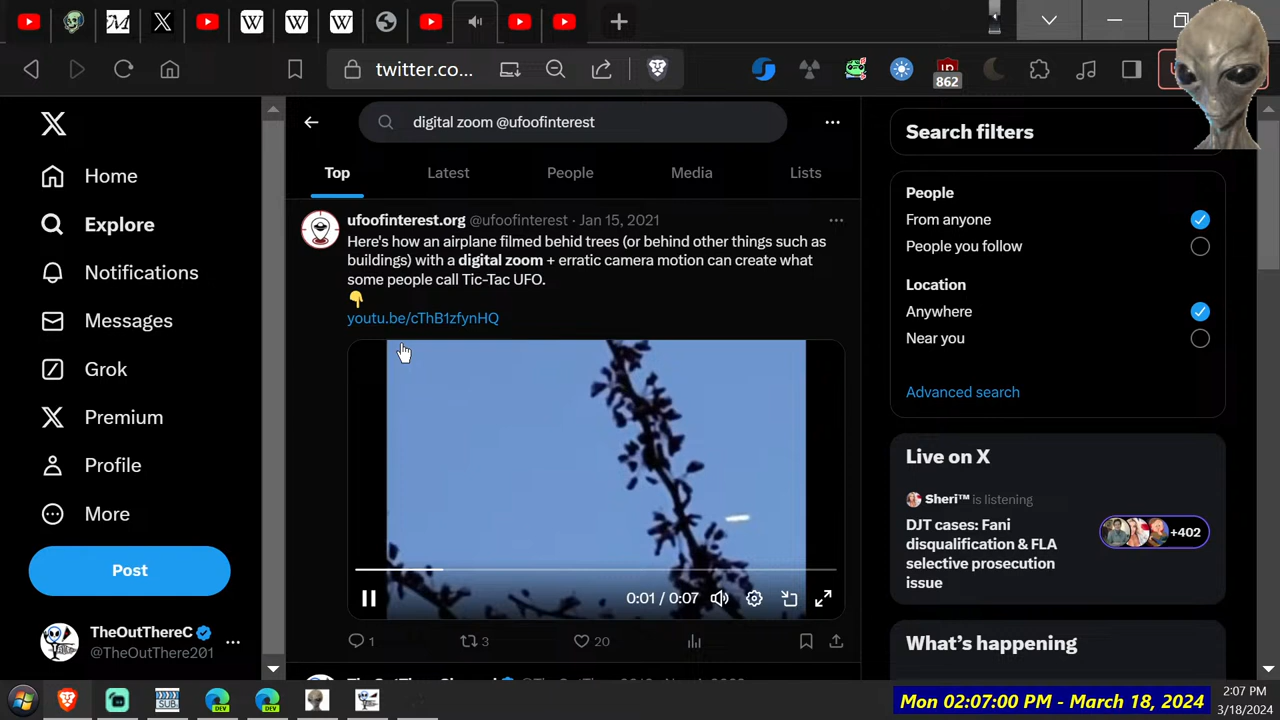 twitter.co...
862
digital zoom @ufoofinterest
Top
Latest
People
Media
Lists
Home
Explore
Notifications
Messages
Grok
Premium
Profile
More
Post
TheOutThereC
@TheOutThere201
ufoofinterest.org @ufoofinterest · Jan 15, 2021
Here's how an airplane filmed behid trees (or behind other things such as
buildings) with a digital zoom + erratic camera motion can create what
some people call Tic-Tac UFO.
youtu.be/cThB1zfynHQ
0:01 / 0:07
1
3
20
Search filters
People
From anyone
People you follow
Location
Anywhere
Near you
Advanced search
Live on X
Sheri™ is listening
DJT cases: Fani
disqualification & FLA
selective prosecution
issue
+402
What's happening
SUB
DEV
DEV
Mon 02:07:00 PM - March 18, 2024
2:07 PM
3/18/2024